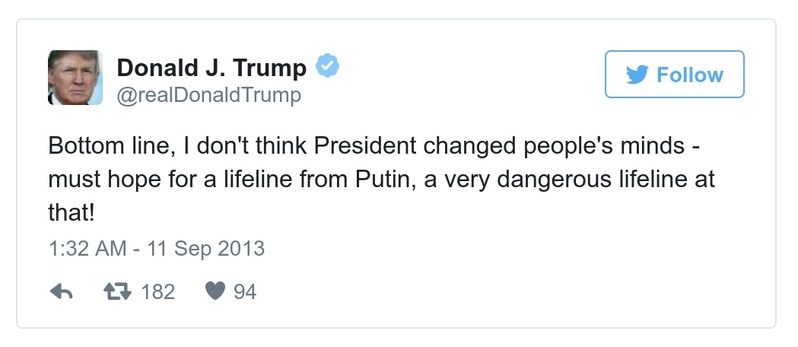 Donald J. Trump
@realDonaldTrump
Follow
Bottom line, I don't think President changed people's minds -
must hope for a lifeline from Putin, a very dangerous lifeline at
that!
1:32 AM - 11 Sep 2013
182 94